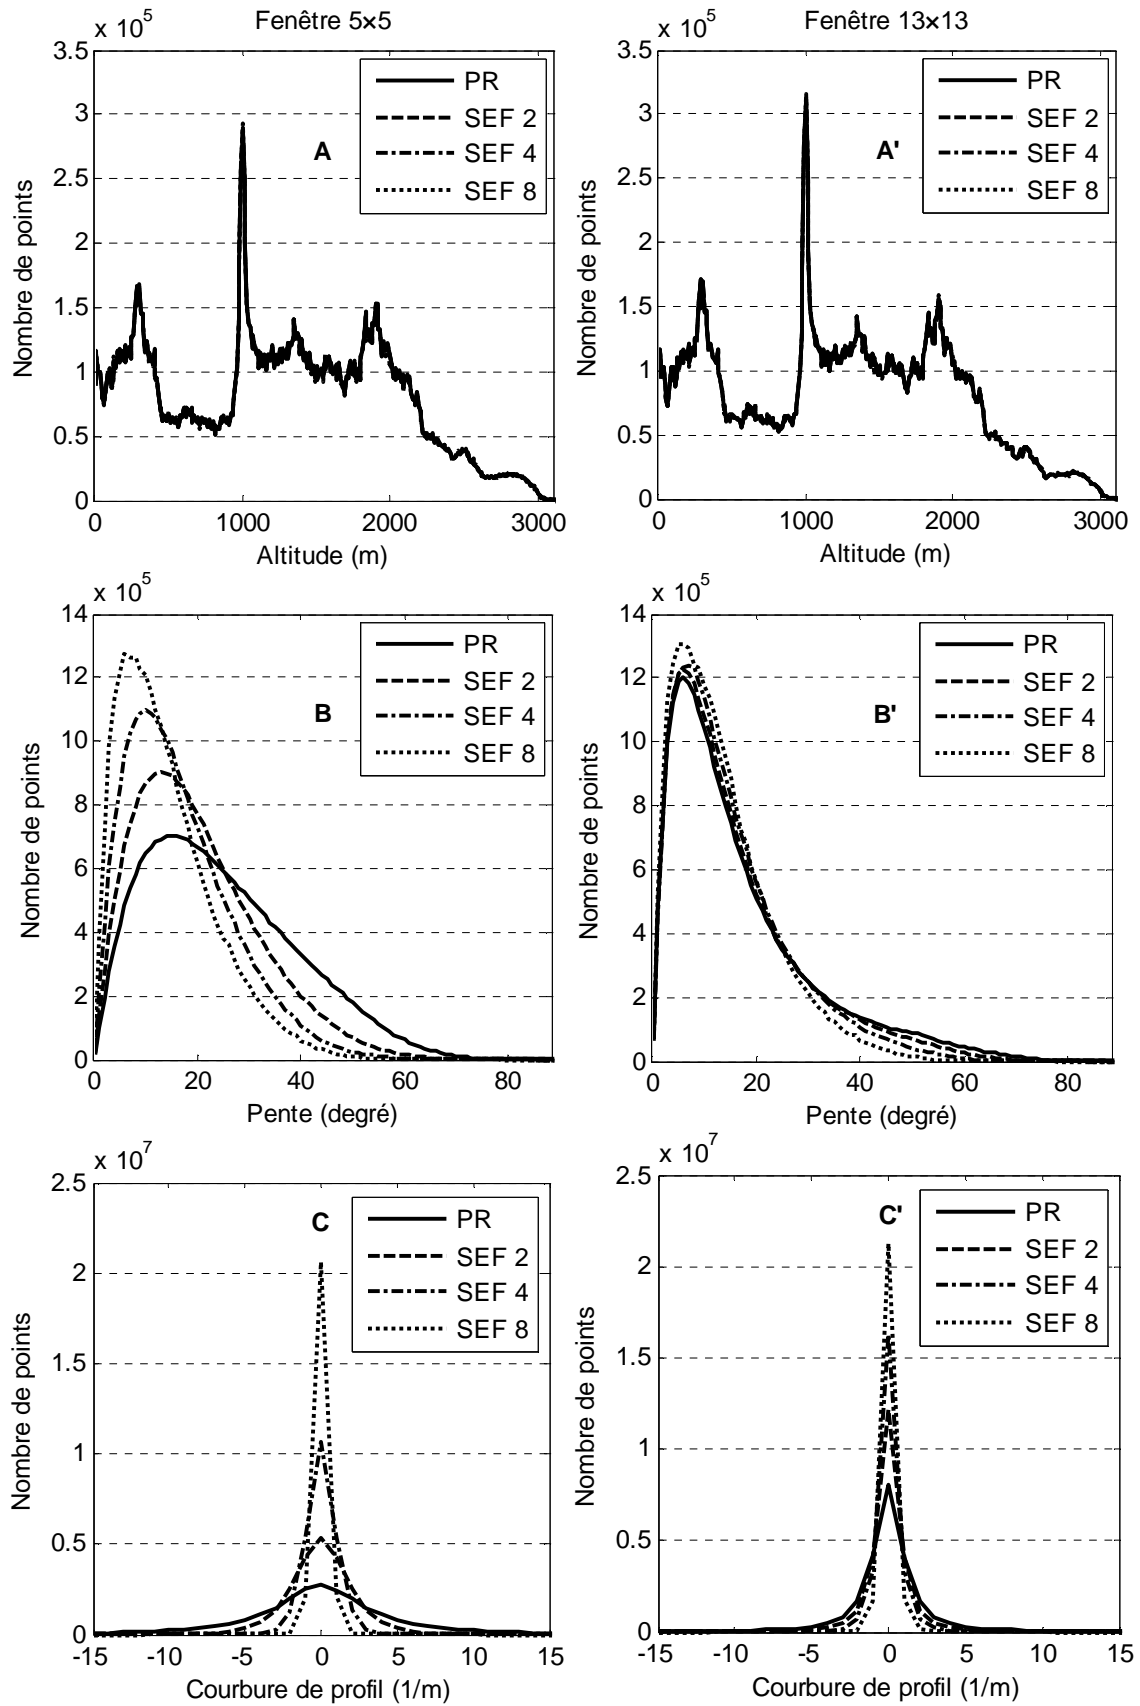 Fenêtre 5×5
x 10^5
3.5
3
2.5
2
1.5
1
0.5
0
Nombre de points
A
PR
SEF 2
SEF 4
SEF 8
0 1000 2000 3000
Altitude (m)
Fenêtre 13×13
x 10^5
3.5
3
2.5
2
1.5
1
0.5
0
Nombre de points
A'
PR
SEF 2
SEF 4
SEF 8
0 1000 2000 3000
Altitude (m)
x 10^5
14
12
10
8
6
4
2
0
Nombre de points
B
PR
SEF 2
SEF 4
SEF 8
0 20 40 60 80
Pente (degré)
x 10^5
14
12
10
8
6
4
2
0
Nombre de points
B'
PR
SEF 2
SEF 4
SEF 8
0 20 40 60 80
Pente (degré)
x 10^7
2.5
2
1.5
1
0.5
0
Nombre de points
C
PR
SEF 2
SEF 4
SEF 8
-15 -10 -5 0 5 10 15
Courbure de profil (1/m)
x 10^7
2.5
2
1.5
1
0.5
0
Nombre de points
C'
PR
SEF 2
SEF 4
SEF 8
-15 -10 -5 0 5 10 15
Courbure de profil (1/m)